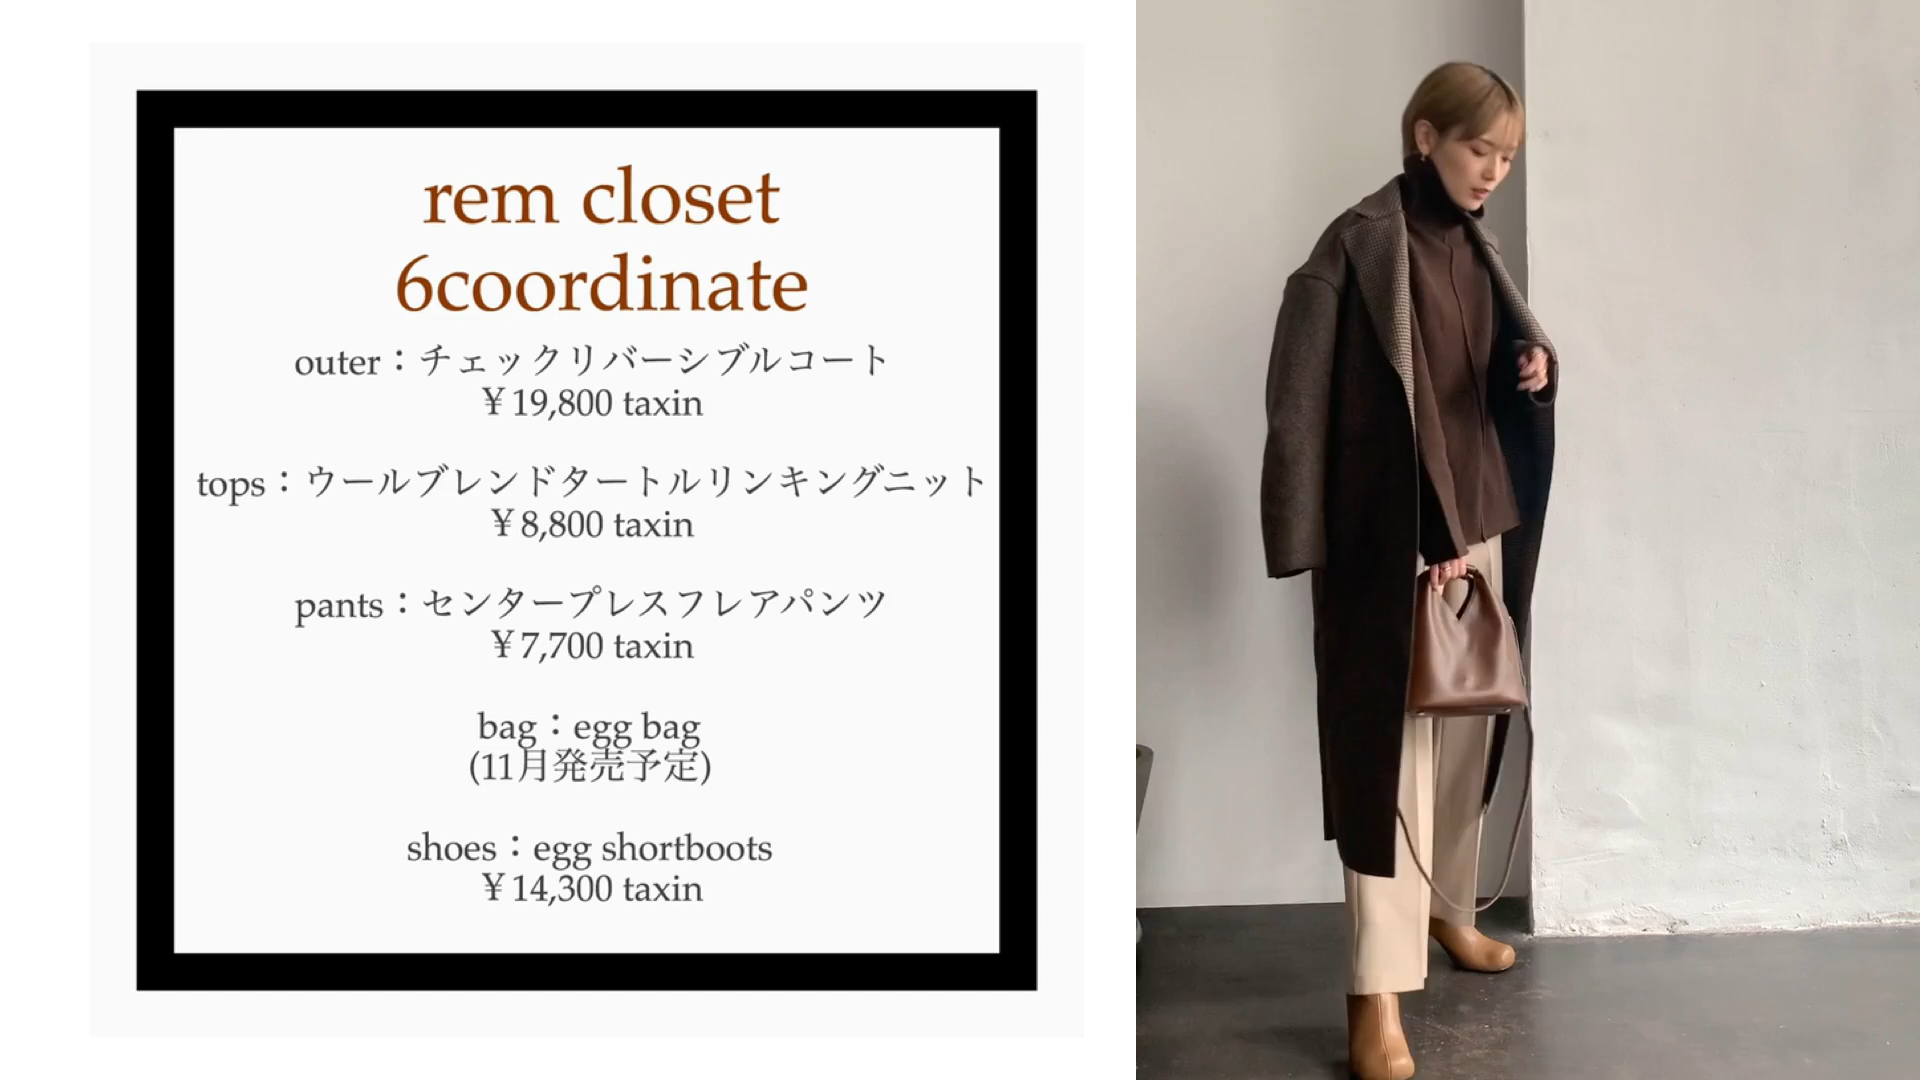 rem closet
6coordinate
outer：チェックリバーシブルコート
￥19,800 taxin
tops：ウールブレンドタートルリンキングニット
￥8,800 taxin
pants：センタープレスフレアパンツ
￥7,700 taxin
bag：egg bag
(11月発売予定)
shoes：egg shortboots
￥14,300 taxin